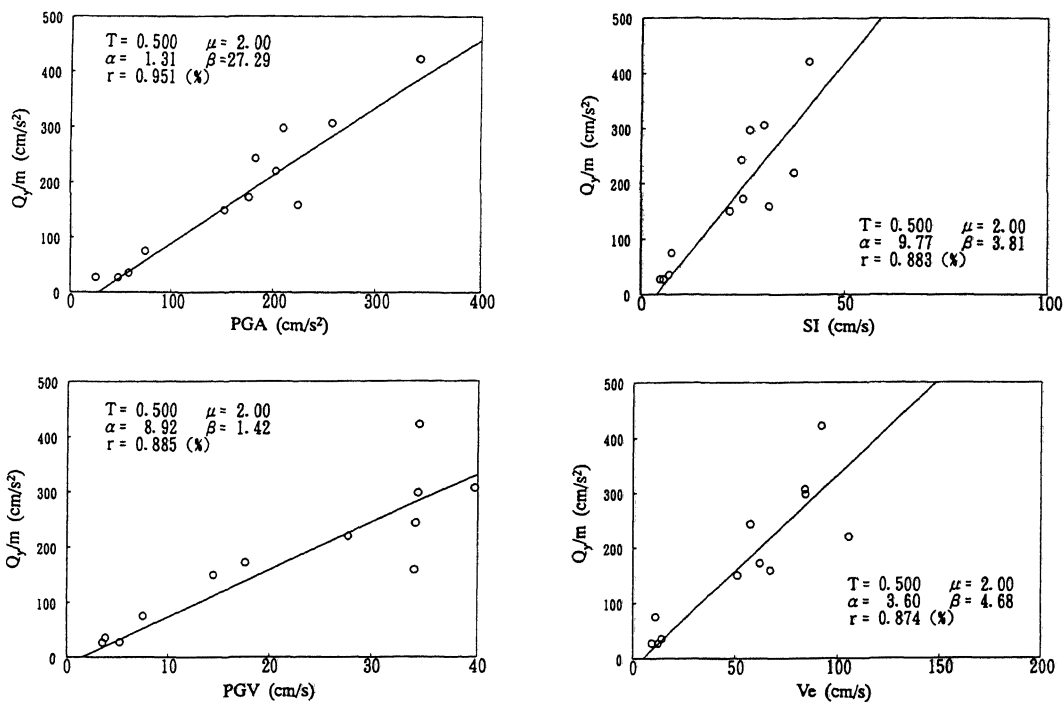 500
400
300
200
100
0
Qy/m (cm/s²)
T = 0.500 μ = 2.00
α = 1.31 β = 27.29
r = 0.951 (%)
0 100 200 300 400
PGA (cm/s²)
500
400
300
200
100
0
Qy/m (cm/s²)
T = 0.500 μ = 2.00
α = 9.77 β = 3.81
r = 0.883 (%)
0 50 100
SI (cm/s)
500
400
300
200
100
0
Qy/m (cm/s²)
T = 0.500 μ = 2.00
α = 8.92 β = 1.42
r = 0.885 (%)
0 10 20 30 40
PGV (cm/s)
500
400
300
200
100
0
Qy/m (cm/s²)
T = 0.500 μ = 2.00
α = 3.60 β = 4.68
r = 0.874 (%)
0 50 100 150 200
Ve (cm/s)